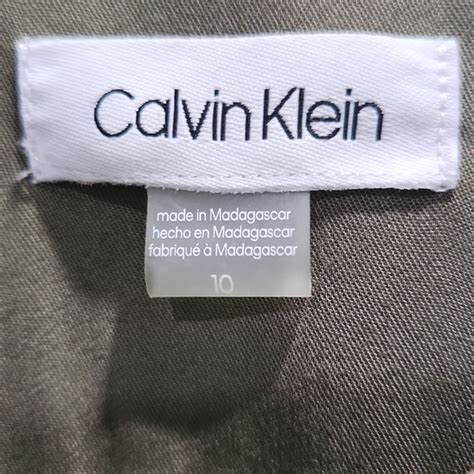 Calvin Klein
made in Madagascar
hecho en Madagascar
fabriqué à Madagascar
10